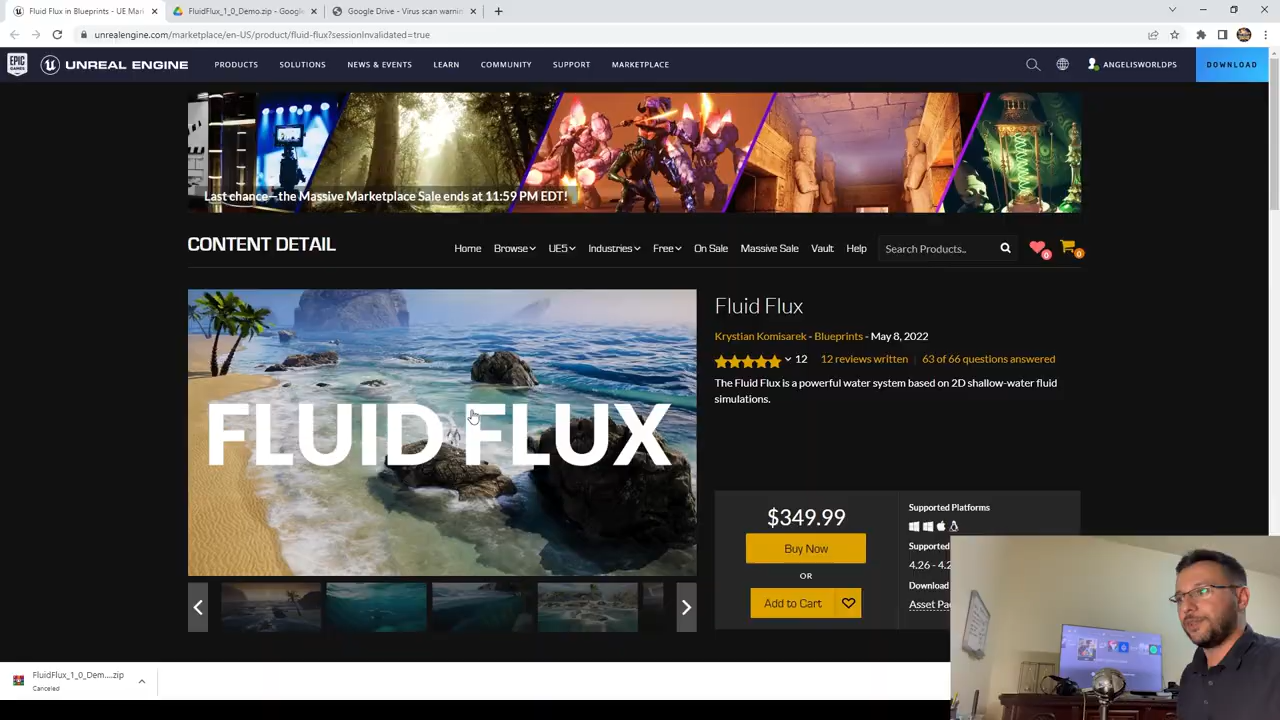 Fluid Flux in Blueprints - UE Mari
FluidFlux_1_0_Demo.zip - Google
Google Drive - Virus scan warnin
unrealengine.com/marketplace/en-US/product/fluid-flux?sessionInvalidated=true
EPIC GAMES
UNREAL ENGINE
PRODUCTS
SOLUTIONS
NEWS & EVENTS
LEARN
COMMUNITY
SUPPORT
MARKETPLACE
ANGELISWORLDPS
DOWNLOAD
Last chance—the Massive Marketplace Sale ends at 11:59 PM EDT!
CONTENT DETAIL
Home
Browse
UE5
Industries
Free
On Sale
Massive Sale
Vault
Help
Search Products..
0
0
FLUID FLUX
Fluid Flux
Krystian Komisarek - Blueprints - May 8, 2022
12
12 reviews written | 63 of 66 questions answered
The Fluid Flux is a powerful water system based on 2D shallow-water fluid
simulations.
$349.99
Buy Now
OR
Add to Cart
Supported Platforms
Supported
4.26 - 4.2
Download
Asset Pa
FluidFlux_1_0_Dem....zip
Canceled